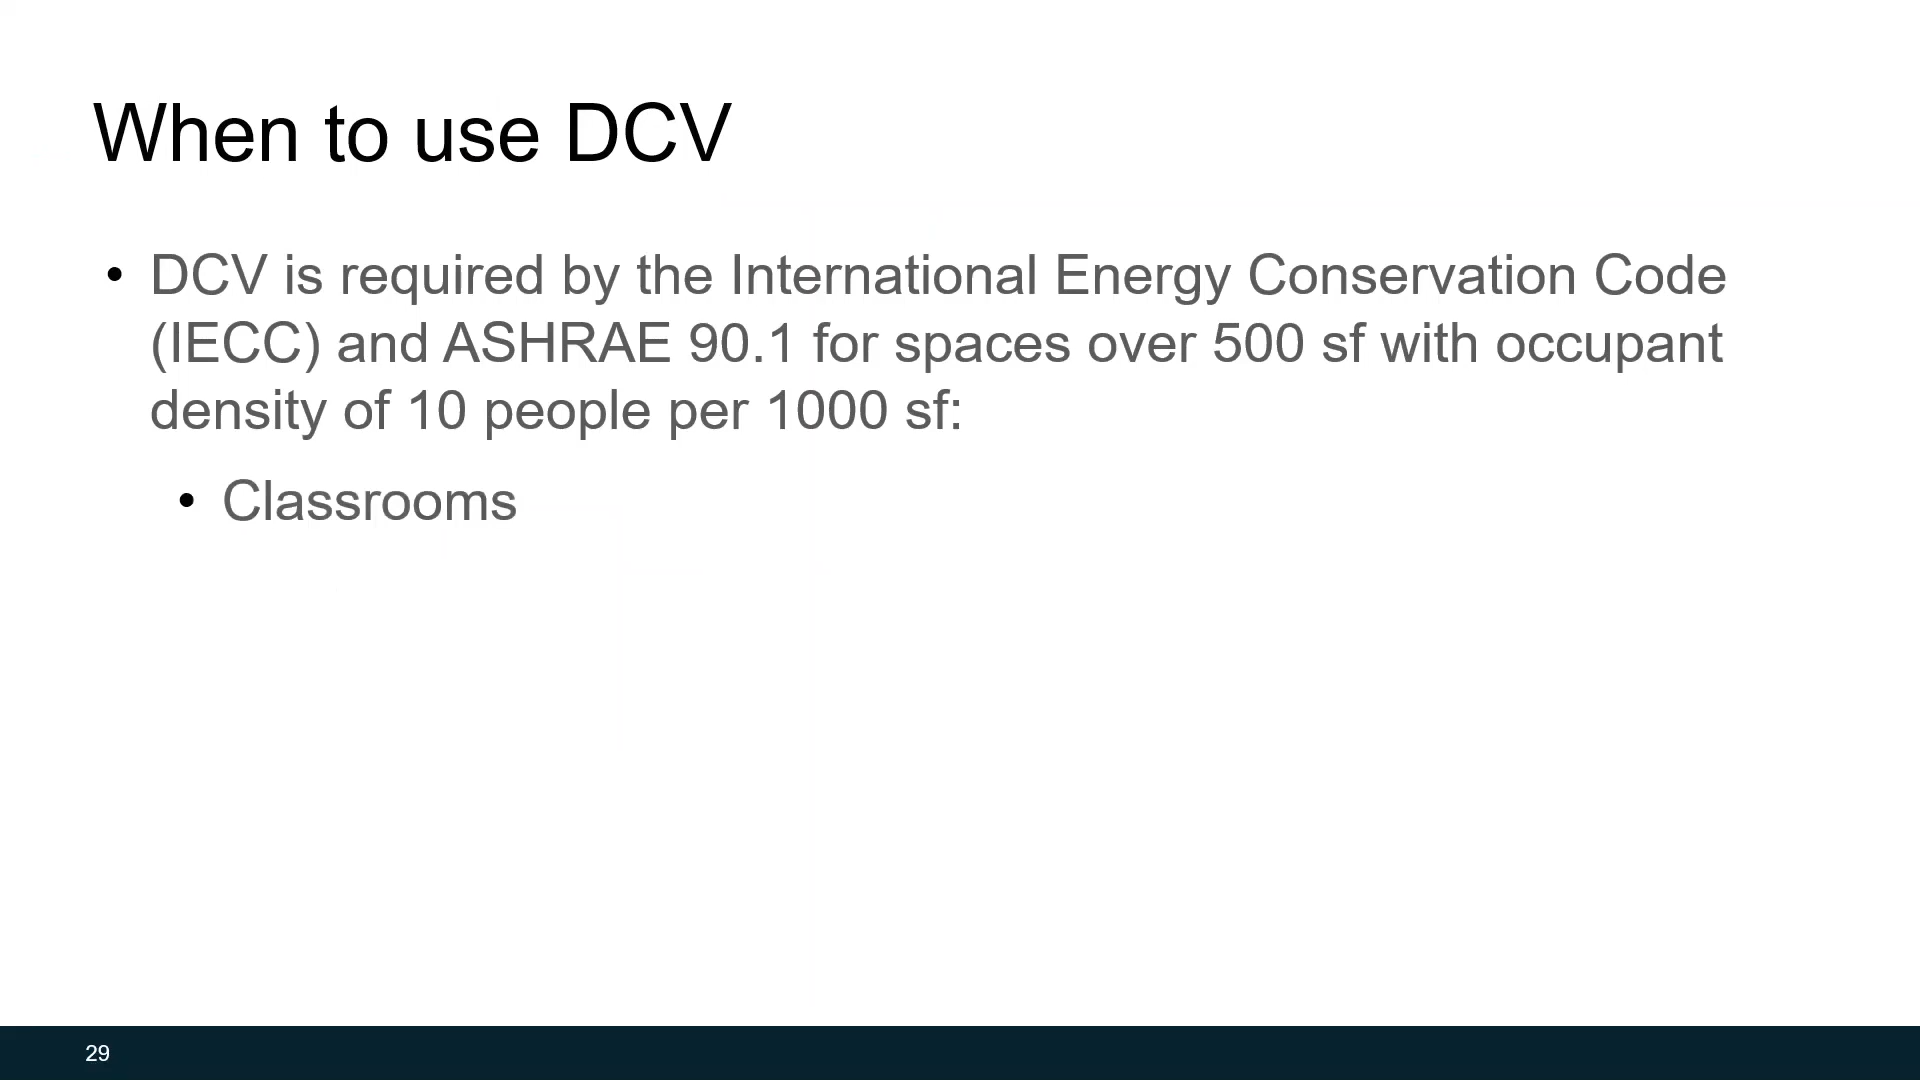 When to use DCV
• DCV is required by the International Energy Conservation Code
(IECC) and ASHRAE 90.1 for spaces over 500 sf with occupant
density of 10 people per 1000 sf:
• Classrooms
29